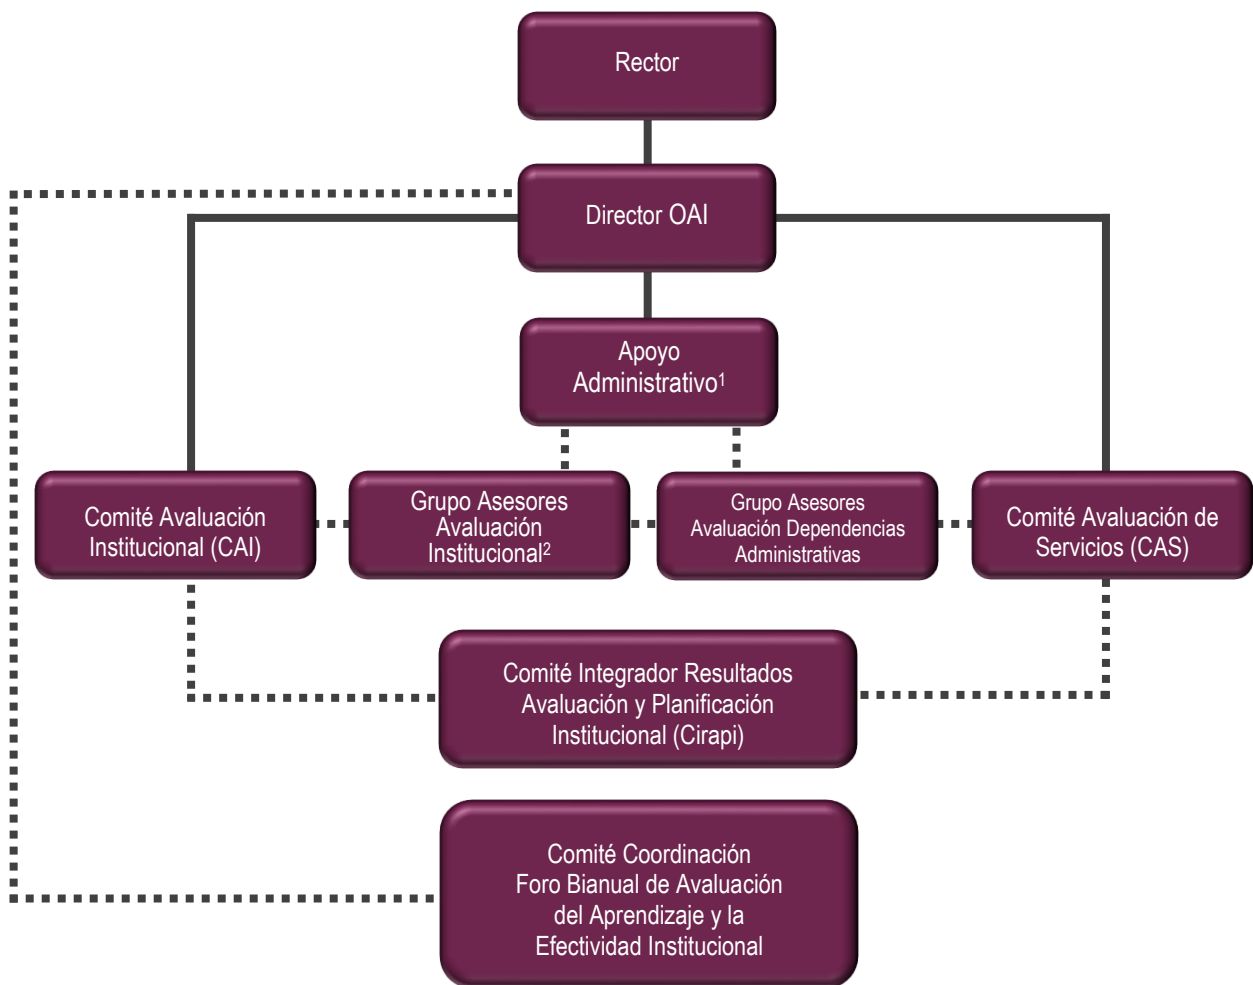 Rector
Director OAI
Apoyo
Administrativo¹
Comité Avaluación
Institucional (CAI)
Grupo Asesores
Avaluación
Institucional²
Grupo Asesores
Avaluación Dependencias
Administrativas
Comité Avaluación de
Servicios (CAS)
Comité Integrador Resultados
Avaluación y Planificación
Institucional (Cirapi)
Comité Coordinación
Foro Bianual de Avaluación
del Aprendizaje y la
Efectividad Institucional